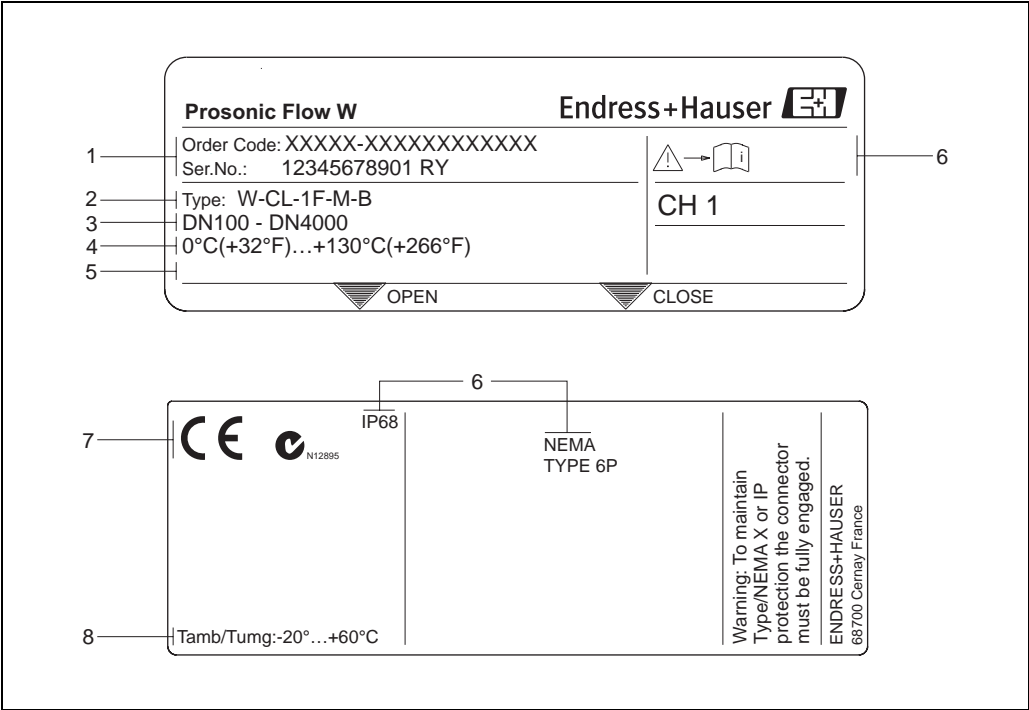 Prosonic Flow W
Endress+Hauser
1
Order Code: XXXXX-XXXXXXXXXXXX
Ser.No.: 12345678901 RY
i
6
2
Type: W-CL-1F-M-B
CH 1
3
DN100 - DN4000
4
0°C(+32°F)...+130°C(+266°F)
5
OPEN
CLOSE
6
7
CE
N12895
IP68
NEMA
TYPE 6P
8
Tamb/Tumg:-20°...+60°C
Warning: To maintain
Type/NEMA X or IP
protection the connector
must be fully engaged.
ENDRESS+HAUSER
68700 Cernay France